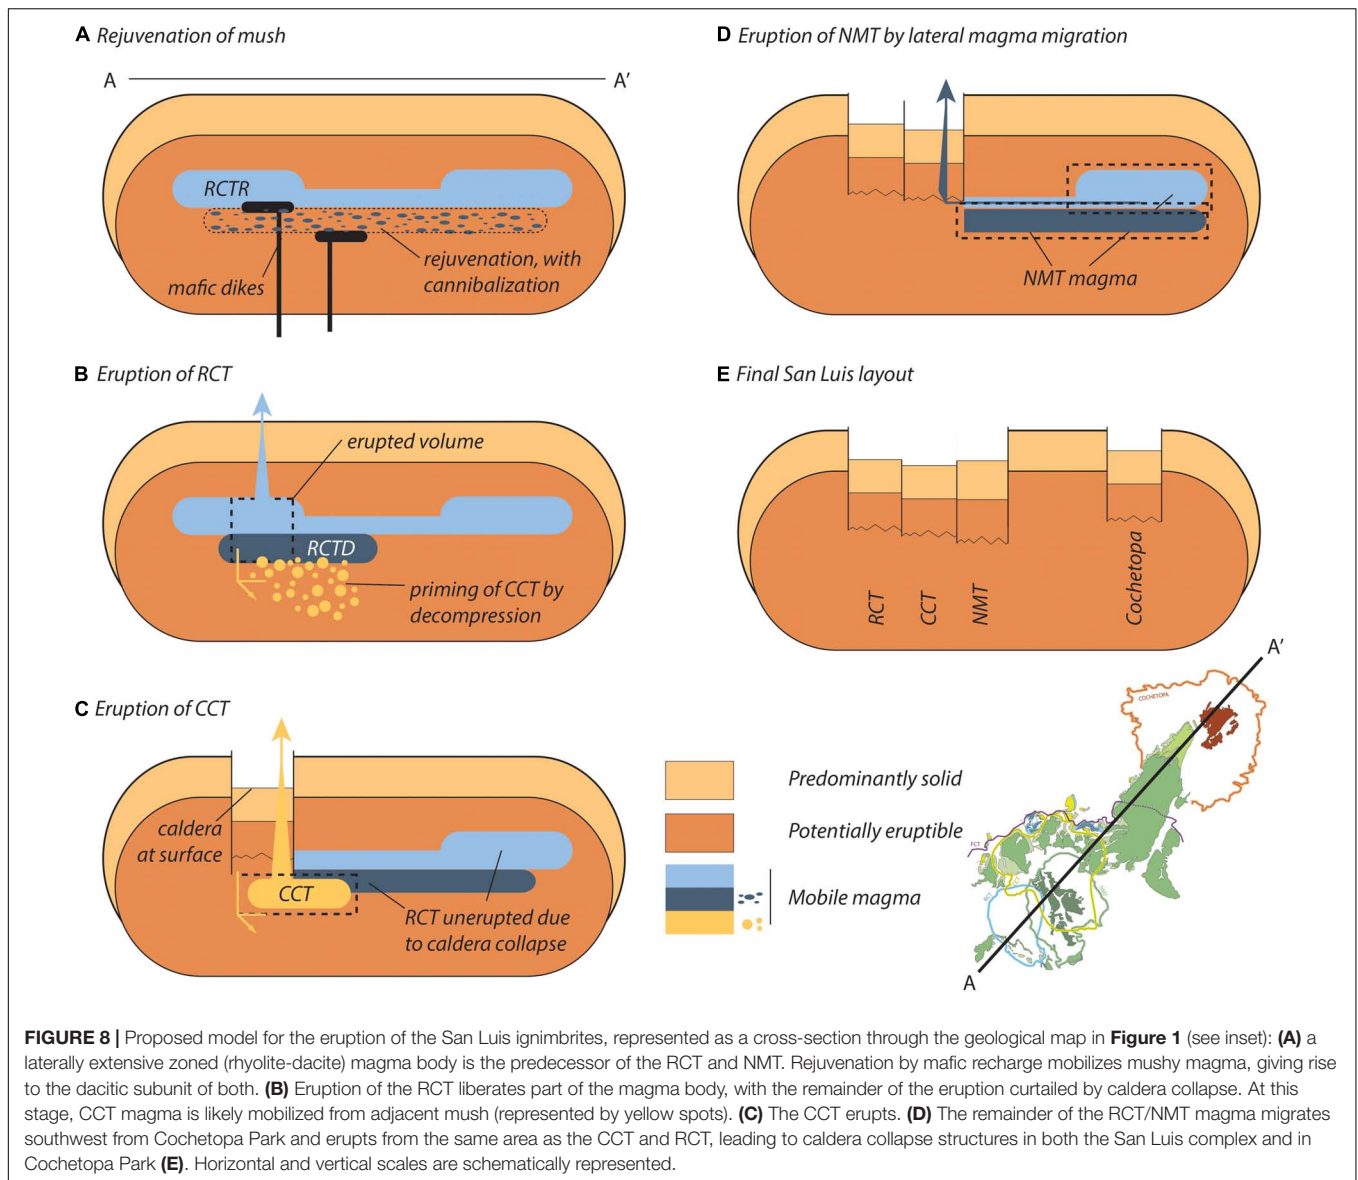 A Rejuvenation of mush
A
A'
RCTR
mafic dikes
rejuvenation, with
cannibalization
B Eruption of RCT
erupted volume
RCTD
priming of CCT by
decompression
C Eruption of CCT
caldera
at surface
CCT
RCT unerupted due
to caldera collapse
D Eruption of NMT by lateral magma migration
NMT magma
E Final San Luis layout
RCT
CCT
NMT
Cochetopa
Predominantly solid
Potentially eruptible
Mobile magma
A'
COCHETOPA
A
FIGURE 8 | Proposed model for the eruption of the San Luis ignimbrites, represented as a cross-section through the geological map in Figure 1 (see inset): (A) a
laterally extensive zoned (rhyolite-dacite) magma body is the predecessor of the RCT and NMT. Rejuvenation by mafic recharge mobilizes mushy magma, giving rise
to the dacitic subunit of both. (B) Eruption of the RCT liberates part of the magma body, with the remainder of the eruption curtailed by caldera collapse. At this
stage, CCT magma is likely mobilized from adjacent mush (represented by yellow spots). (C) The CCT erupts. (D) The remainder of the RCT/NMT magma migrates
southwest from Cochetopa Park and erupts from the same area as the CCT and RCT, leading to caldera collapse structures in both the San Luis complex and in
Cochetopa Park (E). Horizontal and vertical scales are schematically represented.